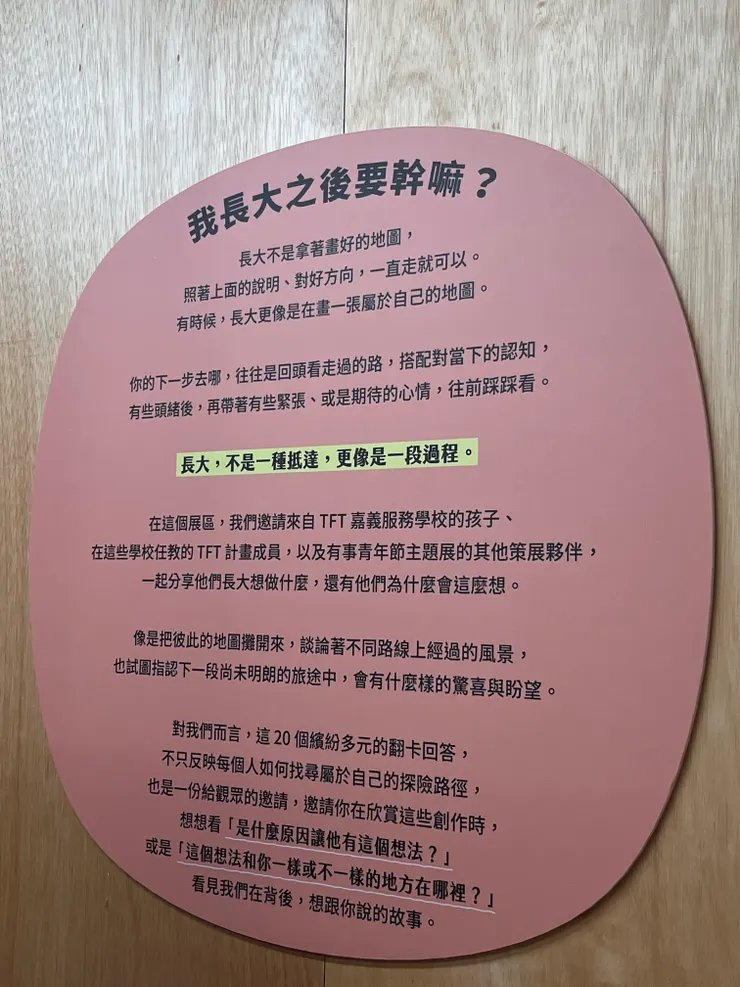 我長大之後要幹嘛？
長大不是拿著畫好的地圖，
照著上面的說明、對好方向，一直走就可以。
有時候，長大更像是在畫一張屬於自己的地圖。
你的下一步去哪，往往是回頭看走過的路，搭配對當下的認知，
有些頭緒後，再帶著有些緊張、或是期待的心情，往前踩踩看。
長大，不是一種抵達，更像是一段過程。
在這個展區，我們邀請來自 TFT 嘉義服務學校的孩子、
在這些學校任教的 TFT 計畫成員，以及有事青年節主題展的其他策展夥伴，
一起分享他們長大想做什麼，還有他們為什麼會這麼想。
像是把彼此的地圖攤開來，談論著不同路線上經過的風景，
也試圖指認下一段尚未明朗的旅途中，會有什麼樣的驚喜與盼望。
對我們而言，這 20 個繽紛多元的翻卡回答，
不只反映每個人如何找尋屬於自己的探險路徑，
也是一份給觀眾的邀請，邀請你在欣賞這些創作時，
想想看「是什麼原因讓他有這個想法？」
或是「這個想法和你一樣或不一樣的地方在哪裡？」
看見我們在背後，想跟你說的故事。